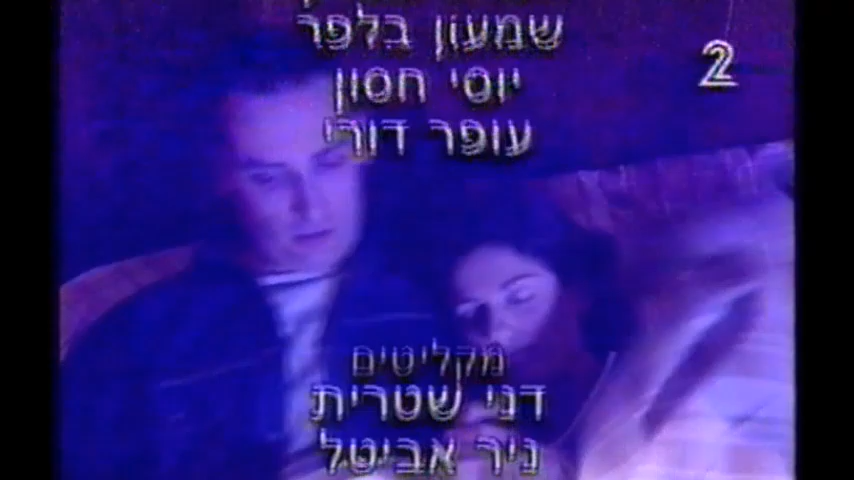 שמעון בלפר
2
יוסי חסון
עופר דורי
מקליטים
דני שטרית
ניר אביטל